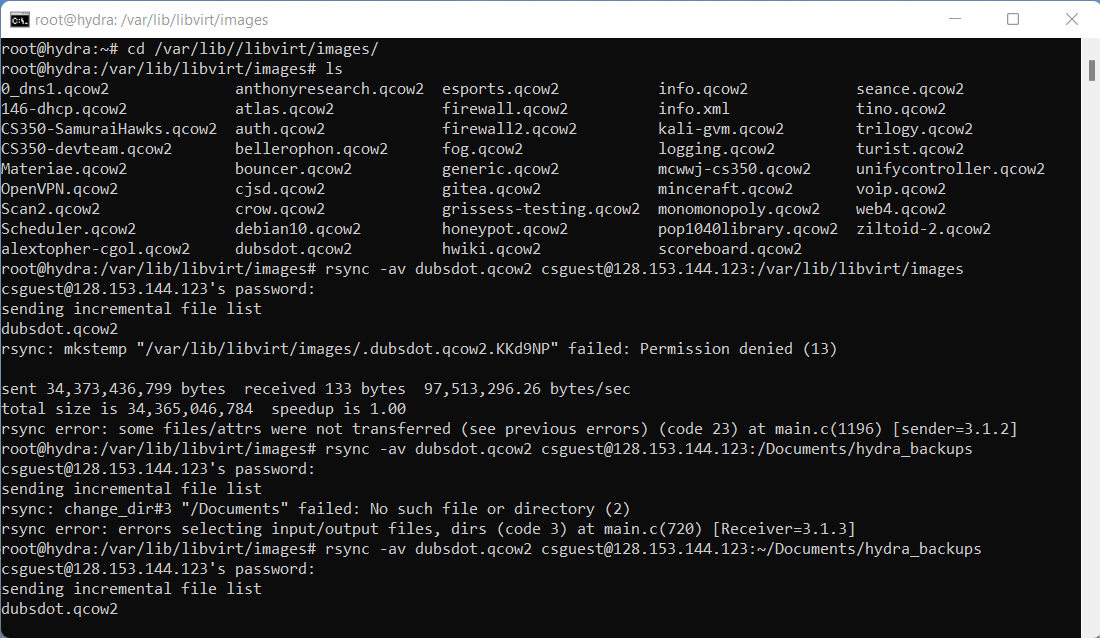 root@hydra: /var/lib/libvirt/images
root@hydra:~# cd /var/lib//libvirt/images/
root@hydra:/var/lib/libvirt/images# ls
0_dns1.qcow2 anthonyresearch.qcow2 esports.qcow2 info.qcow2 seance.qcow2
146-dhcp.qcow2 atlas.qcow2 firewall.qcow2 info.xml tino.qcow2
CS350-SamuraiHawks.qcow2 auth.qcow2 firewall2.qcow2 kali-gvm.qcow2 trilogy.qcow2
CS350-devteam.qcow2 bellerophon.qcow2 fog.qcow2 logging.qcow2 turist.qcow2
Materiae.qcow2 bouncer.qcow2 generic.qcow2 mcwwj-cs350.qcow2 unifycontroller.qcow2
OpenVPN.qcow2 cjsd.qcow2 gitea.qcow2 minceraft.qcow2 voip.qcow2
Scan2.qcow2 crow.qcow2 grissess-testing.qcow2 monomonopoly.qcow2 web4.qcow2
Scheduler.qcow2 debian10.qcow2 honeypot.qcow2 pop1040library.qcow2 ziltoid-2.qcow2
alextopher-cgol.qcow2 dubsdot.qcow2 hwiki.qcow2 scoreboard.qcow2
root@hydra:/var/lib/libvirt/images# rsync -av dubsdot.qcow2 csguest@128.153.144.123:/var/lib/libvirt/images
csguest@128.153.144.123's password:
sending incremental file list
dubsdot.qcow2
rsync: mkstemp "/var/lib/libvirt/images/.dubsdot.qcow2.KKd9NP" failed: Permission denied (13)
sent 34,373,436,799 bytes received 133 bytes 97,513,296.26 bytes/sec
total size is 34,365,046,784 speedup is 1.00
rsync error: some files/attrs were not transferred (see previous errors) (code 23) at main.c(1196) [sender=3.1.2]
root@hydra:/var/lib/libvirt/images# rsync -av dubsdot.qcow2 csguest@128.153.144.123:/Documents/hydra_backups
csguest@128.153.144.123's password:
sending incremental file list
rsync: change_dir#3 "/Documents" failed: No such file or directory (2)
rsync error: errors selecting input/output files, dirs (code 3) at main.c(720) [Receiver=3.1.3]
root@hydra:/var/lib/libvirt/images# rsync -av dubsdot.qcow2 csguest@128.153.144.123:~/Documents/hydra_backups
csguest@128.153.144.123's password:
sending incremental file list
dubsdot.qcow2